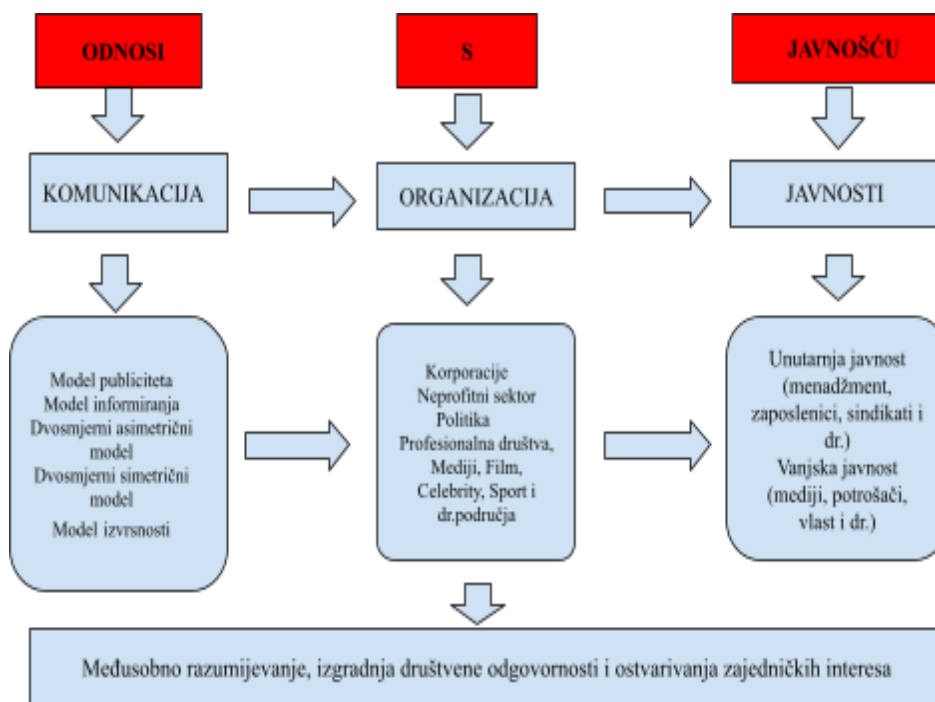 ODNOSI
S
JAVNOŠĆU
KOMUNIKACIJA
ORGANIZACIJA
JAVNOSTI
Model publiciteta
Model informiranja
Dvosmjerni asimetrični
model
Dvosmjerni simetrični
model
Model izvrsnosti
Korporacije
Neprofitni sektor
Politika
Profesionalna društva,
Mediji, Film,
Celebrity, Sport i
dr.područja
Unutarnja javnost
(menadžment,
zaposlenici, sindikati i
dr.)
Vanjska javnost
(mediji, potrošači,
vlast i dr.)
Međusobno razumijevanje, izgradnja društvene odgovornosti i ostvarivanja zajedničkih interesa